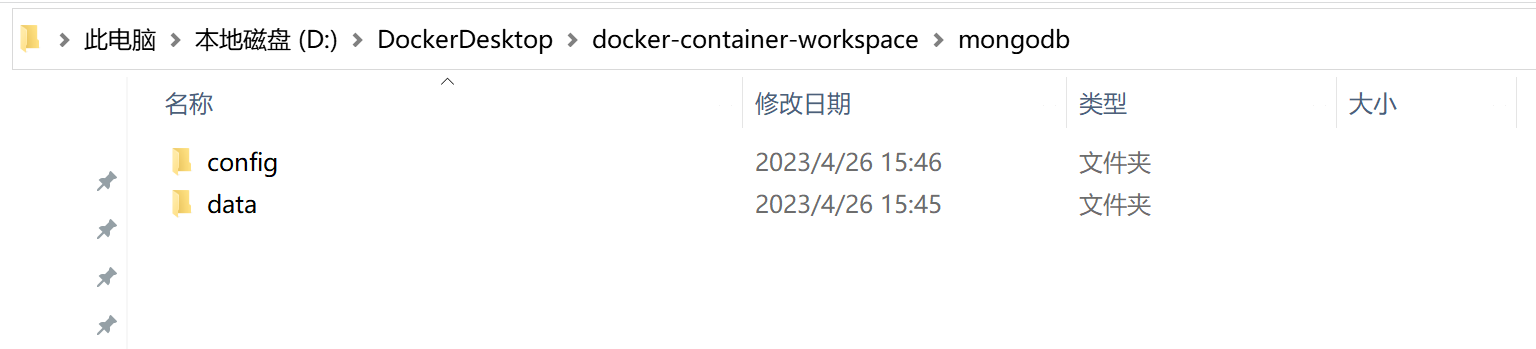 此电脑 本地磁盘 (D:) DockerDesktop docker-container-workspace mongodb
名称 修改日期 类型 大小
config 2023/4/26 15:46 文件夹
data 2023/4/26 15:45 文件夹